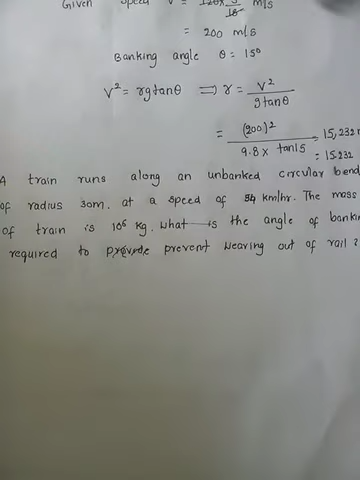 Given speed V = 720 × 5/18 m/s
= 200 m/s
Banking angle θ = 15°
V² = rg tanθ ⟹ r = V² / g tanθ
= (200)² / 9.8 × tan15 = 15,232 m
= 15.232
A train runs along an unbanked circular bend
of radius 30m. at a speed of 54 km/hr. The mass
of train is 10⁶ kg. What is the angle of bankin
required to prevent wearing out of rail?